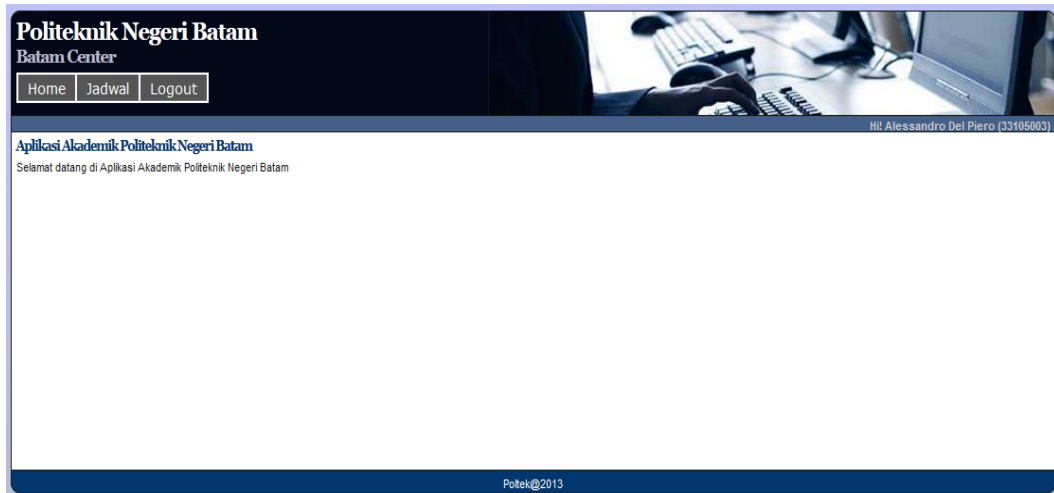 Politeknik Negeri Batam
Batam Center
Home Jadwal Logout
Hi! Alessandro Del Piero (33105003)
Aplikasi Akademik Politeknik Negeri Batam
Selamat datang di Aplikasi Akademik Politeknik Negeri Batam
Poltek@2013